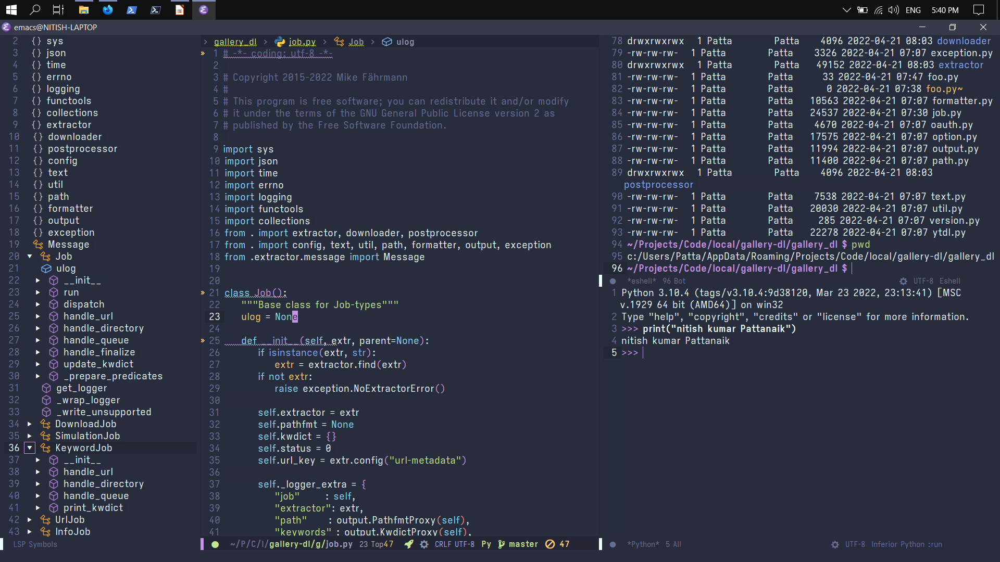 ENG
5:40 PM
emacs@NITISH-LAPTOP
2 {} sys
3 {} json
4 {} time
5 {} errno
6 {} logging
7 {} functools
8 {} collections
9 {} extractor
10 {} downloader
11 {} postprocessor
12 {} config
13 {} text
14 {} util
15 {} path
16 {} formatter
17 {} output
18 {} exception
19 Message
20 Job
21 ulog
22 __init__
23 run
24 dispatch
25 handle_url
26 handle_directory
27 handle_queue
28 handle_finalize
29 update_kwdict
30 _prepare_predicates
31 get_logger
32 _wrap_logger
33 _write_unsupported
34 DownloadJob
35 SimulationJob
36 KeywordJob
37 __init__
38 handle_url
39 handle_directory
40 handle_queue
41 print_kwdict
42 UrlJob
43 InfoJob
LSP Symbols
> gallery_dl > job.py > Job > ulog
» 1 # -*- coding: utf-8 -*-
2
3 # Copyright 2015-2022 Mike Fährmann
4 #
5 # This program is free software; you can redistribute it and/or modify
6 # it under the terms of the GNU General Public License version 2 as
7 # published by the Free Software Foundation.
8
9 import sys
10 import json
11 import time
12 import errno
13 import logging
14 import functools
15 import collections
16 from . import extractor, downloader, postprocessor
17 from . import config, text, util, path, formatter, output, exception
18 from .extractor.message import Message
19
20
» 21 class Job():
22 """Base class for Job-types"""
23 ulog = None
24
» 25 def __init__(self, extr, parent=None):
26 if isinstance(extr, str):
27 extr = extractor.find(extr)
28 if not extr:
29 raise exception.NoExtractorError()
30
31 self.extractor = extr
32 self.pathfmt = None
33 self.kwdict = {}
34 self.status = 0
35 self.url_key = extr.config("url-metadata")
36
37 self._logger_extra = {
38 "job" : self,
39 "extractor": extr,
40 "path" : output.PathfmtProxy(self),
41 "keywords" : output.KwdictProxy(self),
~/P/C/l/gallery-dl/g/job.py 23 Top47 CRLF UTF-8 Py master 47
78 drwxrwxrwx 1 Patta Patta 4096 2022-04-21 08:03 downloader
79 -rw-rw-rw- 1 Patta Patta 3326 2022-04-21 07:07 exception.py
80 drwxrwxrwx 1 Patta Patta 49152 2022-04-21 08:03 extractor
81 -rw-rw-rw- 1 Patta Patta 33 2022-04-21 07:47 foo.py
82 -rw-rw-rw- 1 Patta Patta 0 2022-04-21 07:38 foo.py~
83 -rw-rw-rw- 1 Patta Patta 10563 2022-04-21 07:07 formatter.py
84 -rw-rw-rw- 1 Patta Patta 24537 2022-04-21 07:30 job.py
85 -rw-rw-rw- 1 Patta Patta 4670 2022-04-21 07:07 oauth.py
86 -rw-rw-rw- 1 Patta Patta 17575 2022-04-21 07:07 option.py
87 -rw-rw-rw- 1 Patta Patta 11994 2022-04-21 07:07 output.py
88 -rw-rw-rw- 1 Patta Patta 11400 2022-04-21 07:07 path.py
89 drwxrwxrwx 1 Patta Patta 4096 2022-04-21 08:03
postprocessor
90 -rw-rw-rw- 1 Patta Patta 7538 2022-04-21 07:07 text.py
91 -rw-rw-rw- 1 Patta Patta 20030 2022-04-21 07:07 util.py
92 -rw-rw-rw- 1 Patta Patta 285 2022-04-21 07:07 version.py
93 -rw-rw-rw- 1 Patta Patta 22278 2022-04-21 07:07 ytdl.py
94 ~/Projects/Code/local/gallery-dl/gallery_dl $ pwd
95 c:/Users/Patta/AppData/Roaming/Projects/Code/local/gallery-dl/gallery_dl
96 ~/Projects/Code/local/gallery-dl/gallery_dl $
*eshell* 96 Bot UTF-8 Eshell
1 Python 3.10.4 (tags/v3.10.4:9d38120, Mar 23 2022, 23:13:41) [MSC
v.1929 64 bit (AMD64)] on win32
2 Type "help", "copyright", "credits" or "license" for more information.
3 >>> print("nitish kumar Pattanaik")
4 nitish kumar Pattanaik
5 >>>
*Python* 5 All UTF-8 Inferior Python :run